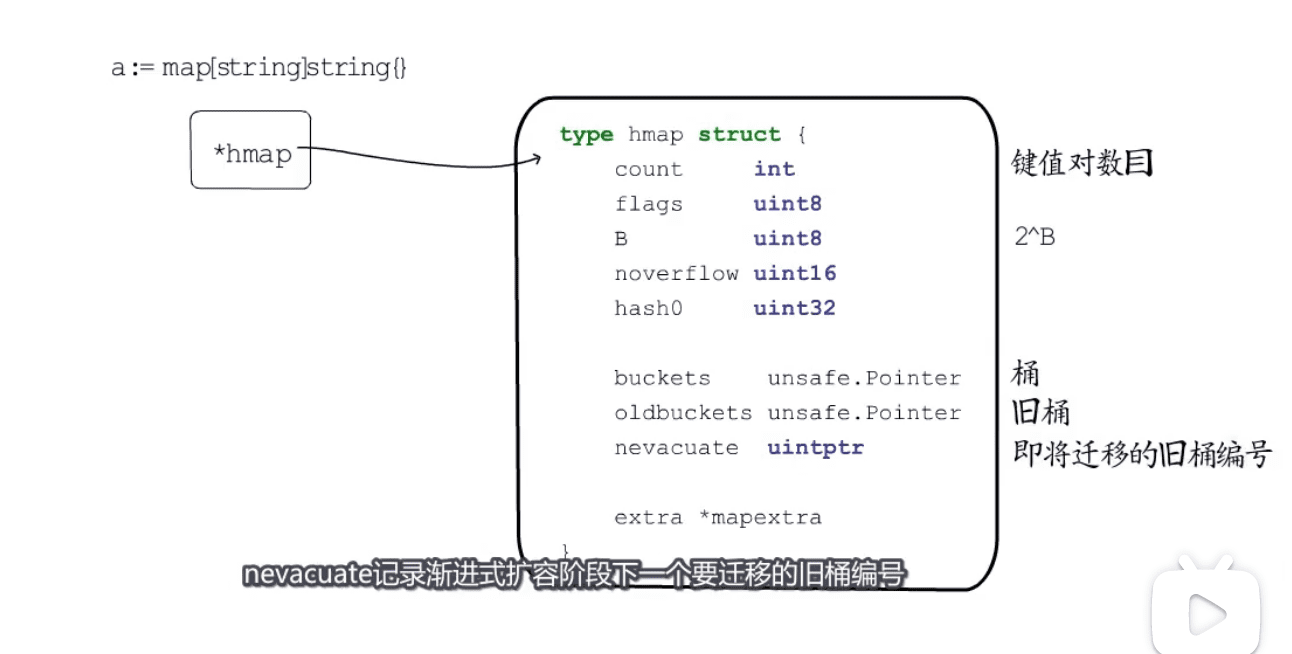 a := map[string]string{}
*hmap
type hmap struct {
count int
键值对数目
flags uint8
B uint8
2^B
noverflow uint16
hash0 uint32
buckets unsafe.Pointer
桶
oldbuckets unsafe.Pointer
旧桶
nevacuate uintptr
即将迁移的旧桶编号
extra *mapextra
}
nevacuate记录渐进式扩容阶段下一个要迁移的旧桶编号